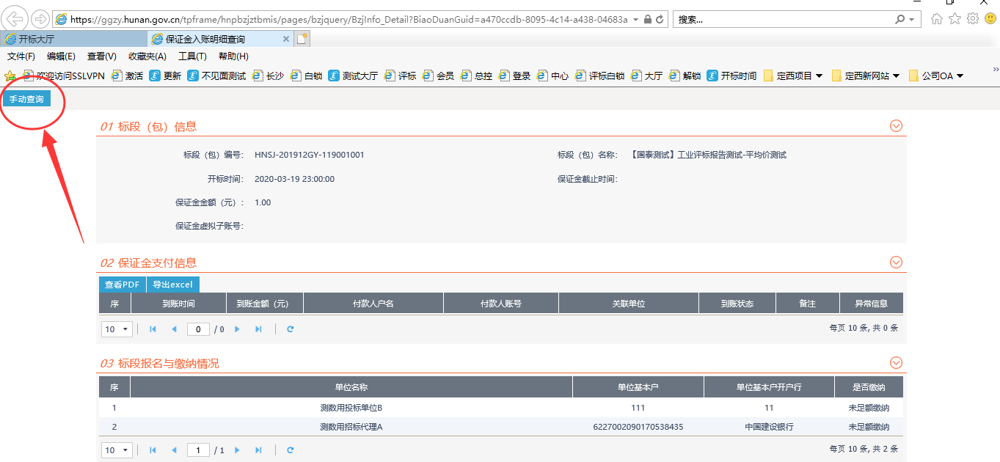 https://ggzy.hunan.gov.cn/tpframe/hnpbzjztbmis/pages/bzjquery/BzjInfo_Detail?BiaoDuanGuid=a470ccdb-8095-4c14-a438-04683a 搜索...
开标大厅 保证金入账明细查询
文件(F) 编辑(E) 查看(V) 收藏夹(A) 工具(T) 帮助(H)
欢迎访问SSLVPN 激活 更新 不见面测试 长沙 白锁 测试大厅 评标 会员 总控 登录 中心 评标白锁 大厅 解锁 开标时间 定西项目 定西新网站 公司OA
手动查询
01 标段（包）信息
标段（包）编号： HNSJ-201912GY-119001001 标段（包）名称： 【国泰测试】工业评标报告测试-平均价测试
开标时间： 2020-03-19 23:00:00 保证金截止时间：
保证金金额（元）： 1.00
保证金虚拟子账号：
02 保证金支付信息
查看PDF 导出excel
序 到账时间 到账金额（元） 付款人户名 付款人账号 关联单位 到账状态 备注 异常信息
10 0 / 0 每页 10 条, 共 0 条
03 标段报名与缴纳情况
序 单位名称 单位基本户 单位基本户开户行 是否缴纳
1 测数用投标单位B 111 11 未足额缴纳
2 测数用招标代理A 6227002090170538435 中国建设银行 未足额缴纳
10 1 / 1 每页 10 条, 共 2 条